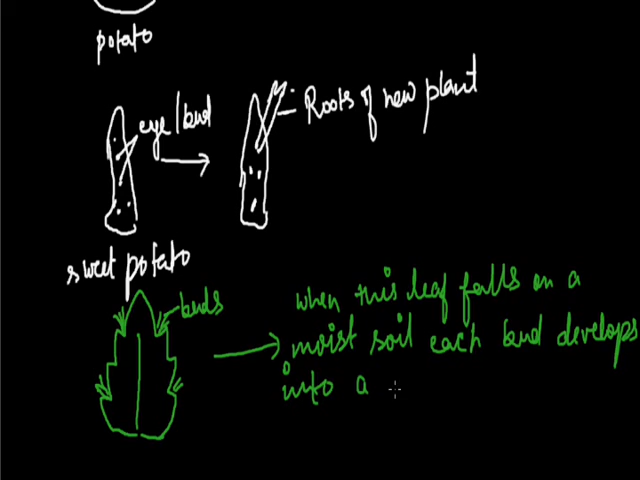 potato
eye/bud
Roots of new plant
sweet potato
buds
when this leaf falls on a
moist soil each bud develops
into a